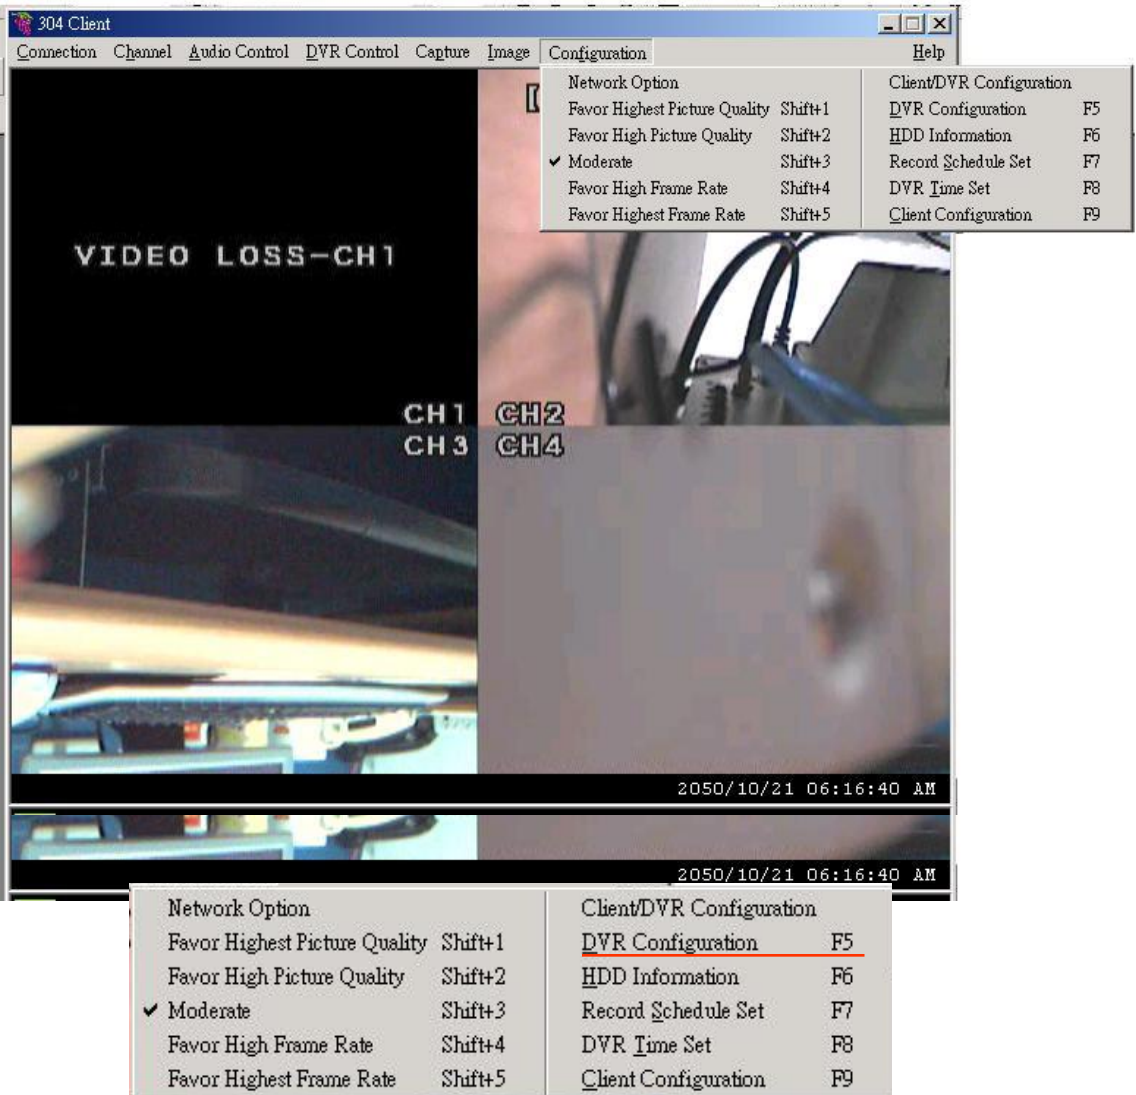 304 Client
Connection Channel Audio Control DVR Control Capture Image Configuration Help
Network Option Client/DVR Configuration
Favor Highest Picture Quality Shift+1 DVR Configuration F5
Favor High Picture Quality Shift+2 HDD Information F6
✔ Moderate Shift+3 Record Schedule Set F7
Favor High Frame Rate Shift+4 DVR Time Set F8
Favor Highest Frame Rate Shift+5 Client Configuration F9
VIDEO LOSS-CH1
CH1 CH2
CH3 CH4
2050/10/21 06:16:40 AM
2050/10/21 06:16:40 AM
Network Option Client/DVR Configuration
Favor Highest Picture Quality Shift+1 DVR Configuration F5
Favor High Picture Quality Shift+2 HDD Information F6
✔ Moderate Shift+3 Record Schedule Set F7
Favor High Frame Rate Shift+4 DVR Time Set F8
Favor Highest Frame Rate Shift+5 Client Configuration F9